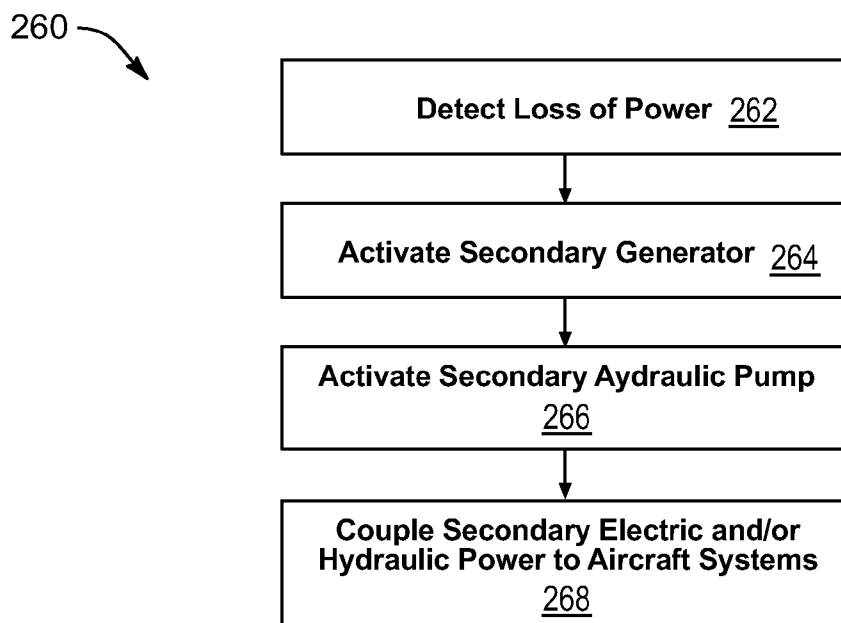 260
Detect Loss of Power 262
Activate Secondary Generator 264
Activate Secondary Aydraulic Pump
266
Couple Secondary Electric and/or
Hydraulic Power to Aircraft Systems
268